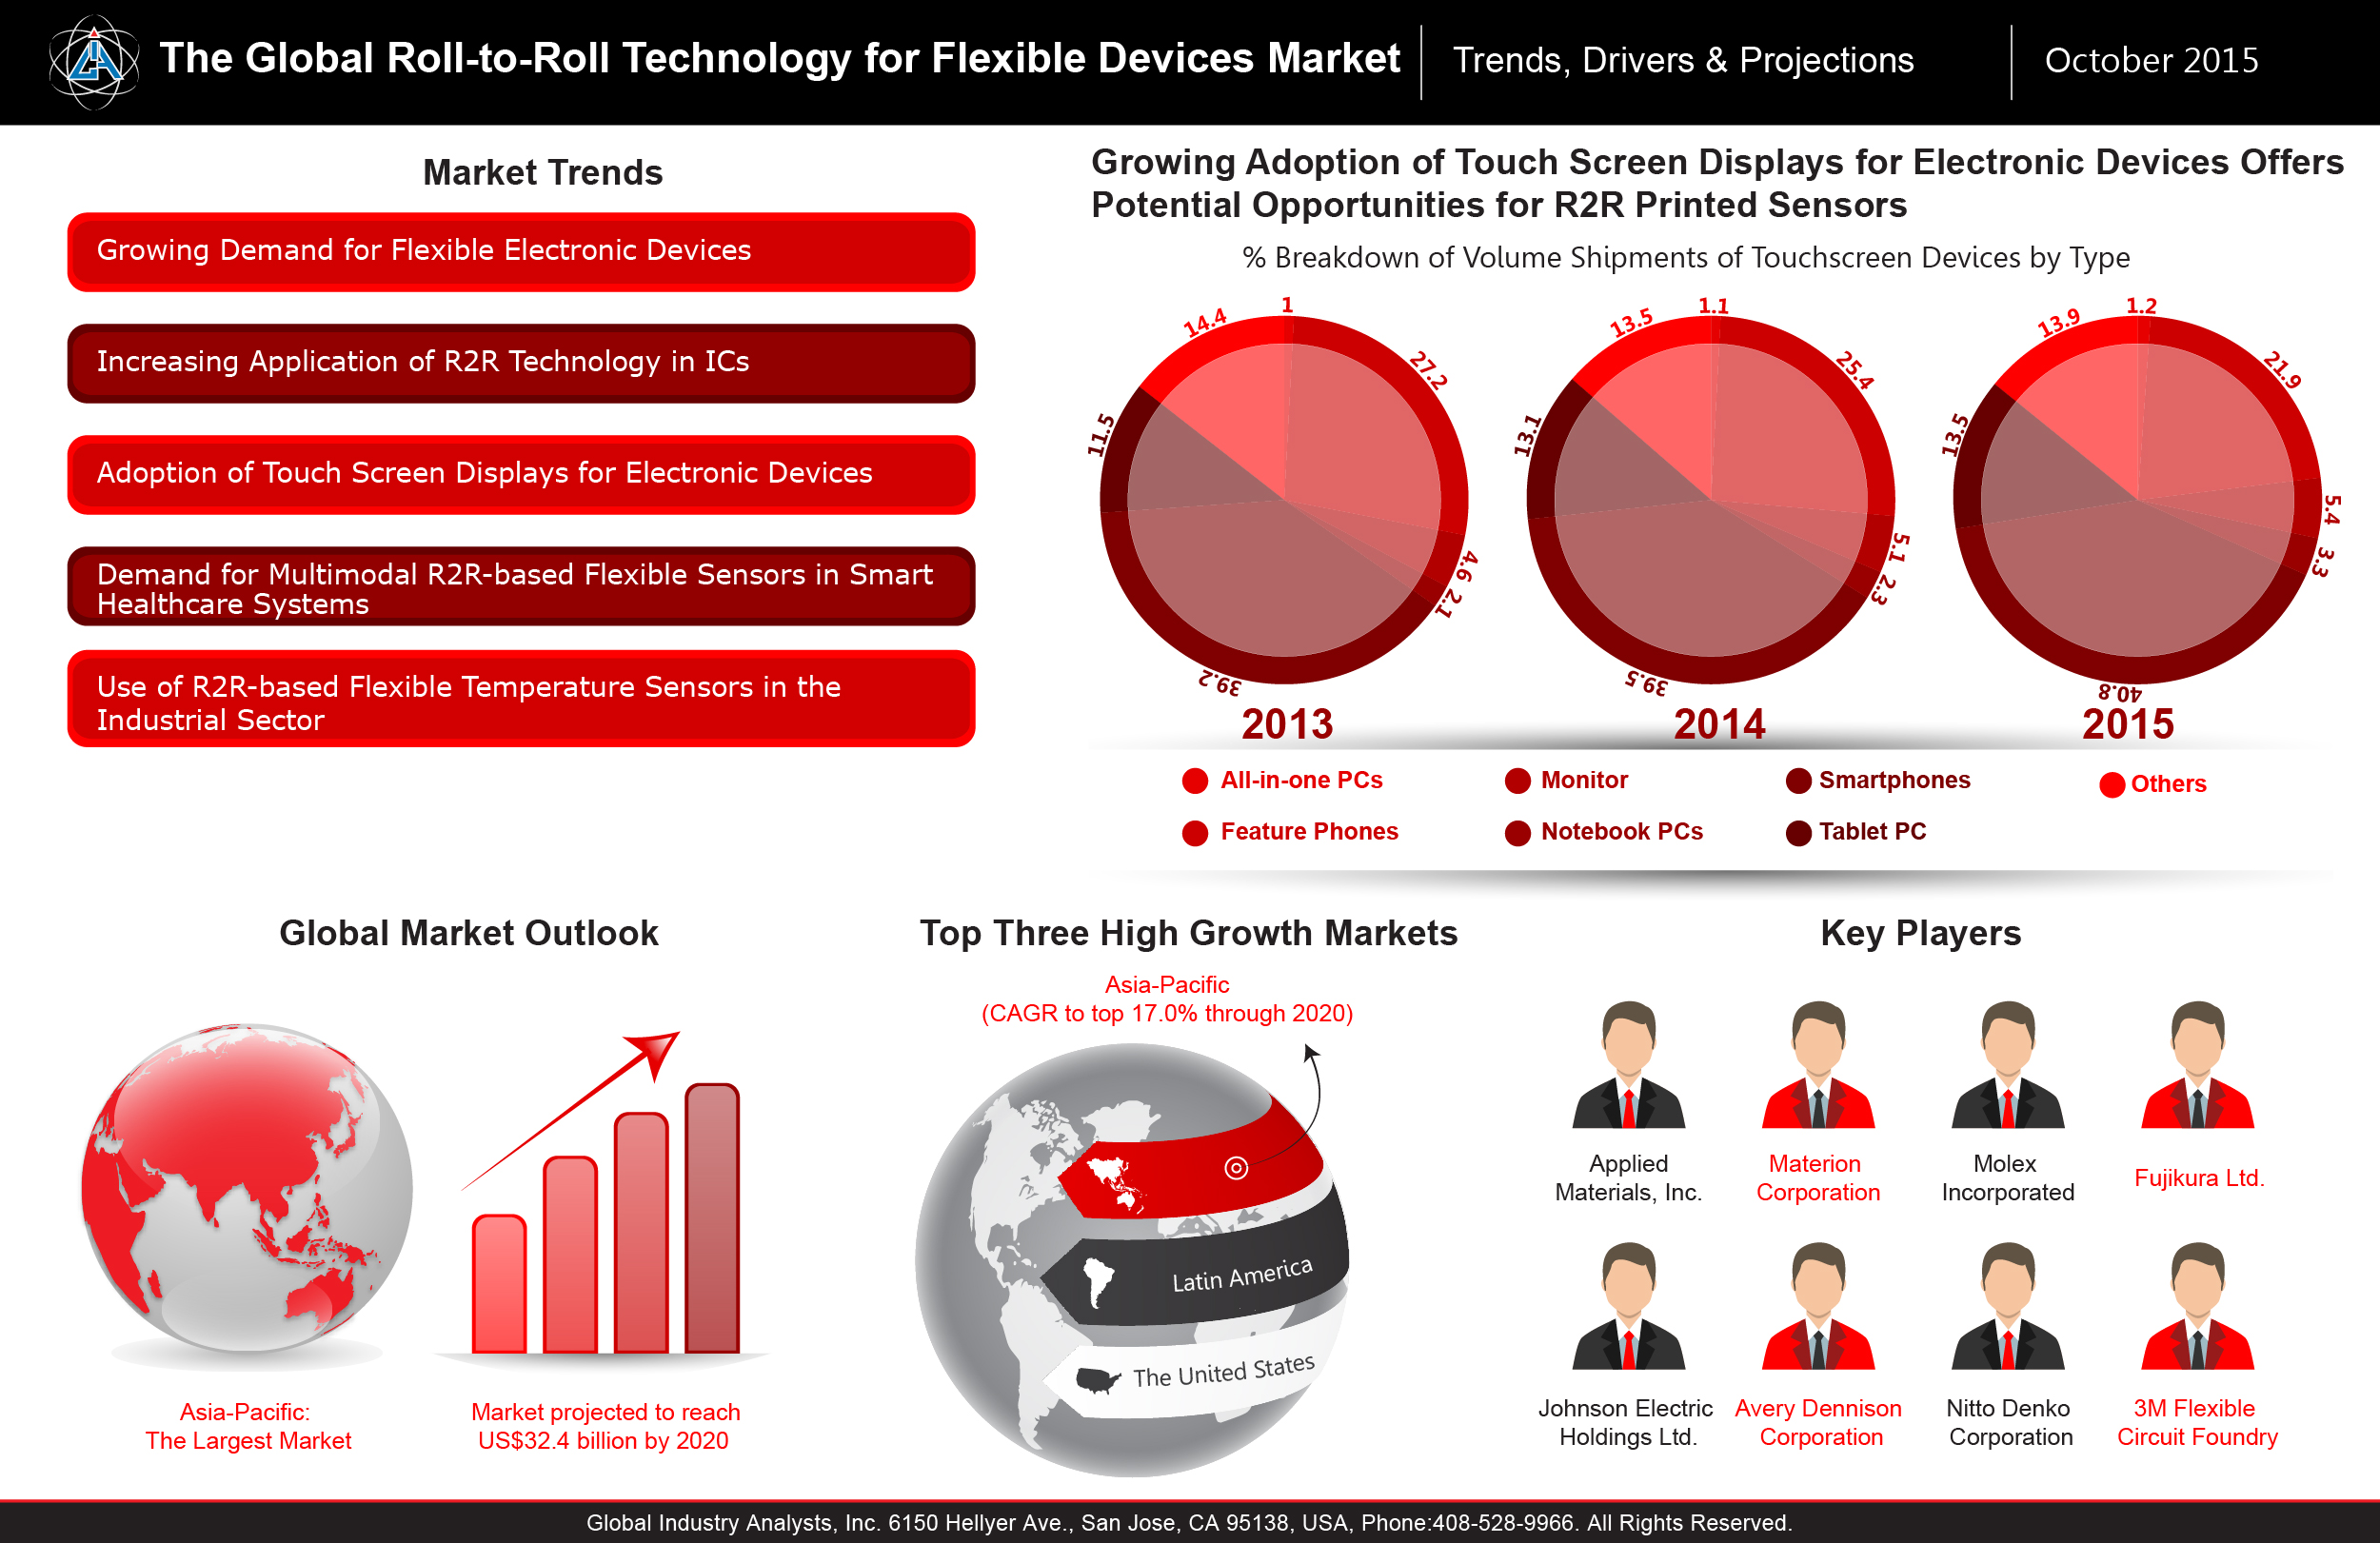 The Global Roll-to-Roll Technology for Flexible Devices Market
Trends, Drivers & Projections
October 2015
Market Trends
Growing Demand for Flexible Electronic Devices
Increasing Application of R2R Technology in ICs
Adoption of Touch Screen Displays for Electronic Devices
Demand for Multimodal R2R-based Flexible Sensors in Smart
Healthcare Systems
Use of R2R-based Flexible Temperature Sensors in the
Industrial Sector
Growing Adoption of Touch Screen Displays for Electronic Devices Offers
Potential Opportunities for R2R Printed Sensors
% Breakdown of Volume Shipments of Touchscreen Devices by Type
1
27.2
4.6
2.1
39.2
11.5
14.4
2013
1.1
25.4
5.1
2.3
39.5
13.1
13.5
2014
1.2
21.9
5.4
3.3
40.8
13.5
13.9
2015
All-in-one PCs
Monitor
Smartphones
Others
Feature Phones
Notebook PCs
Tablet PC
Global Market Outlook
Asia-Pacific:
The Largest Market
Market projected to reach
US$32.4 billion by 2020
Top Three High Growth Markets
Asia-Pacific
(CAGR to top 17.0% through 2020)
Latin America
The United States
Key Players
Applied
Materials, Inc.
Materion
Corporation
Molex
Incorporated
Fujikura Ltd.
Johnson Electric
Holdings Ltd.
Avery Dennison
Corporation
Nitto Denko
Corporation
3M Flexible
Circuit Foundry
Global Industry Analysts, Inc. 6150 Hellyer Ave., San Jose, CA 95138, USA, Phone:408-528-9966. All Rights Reserved.